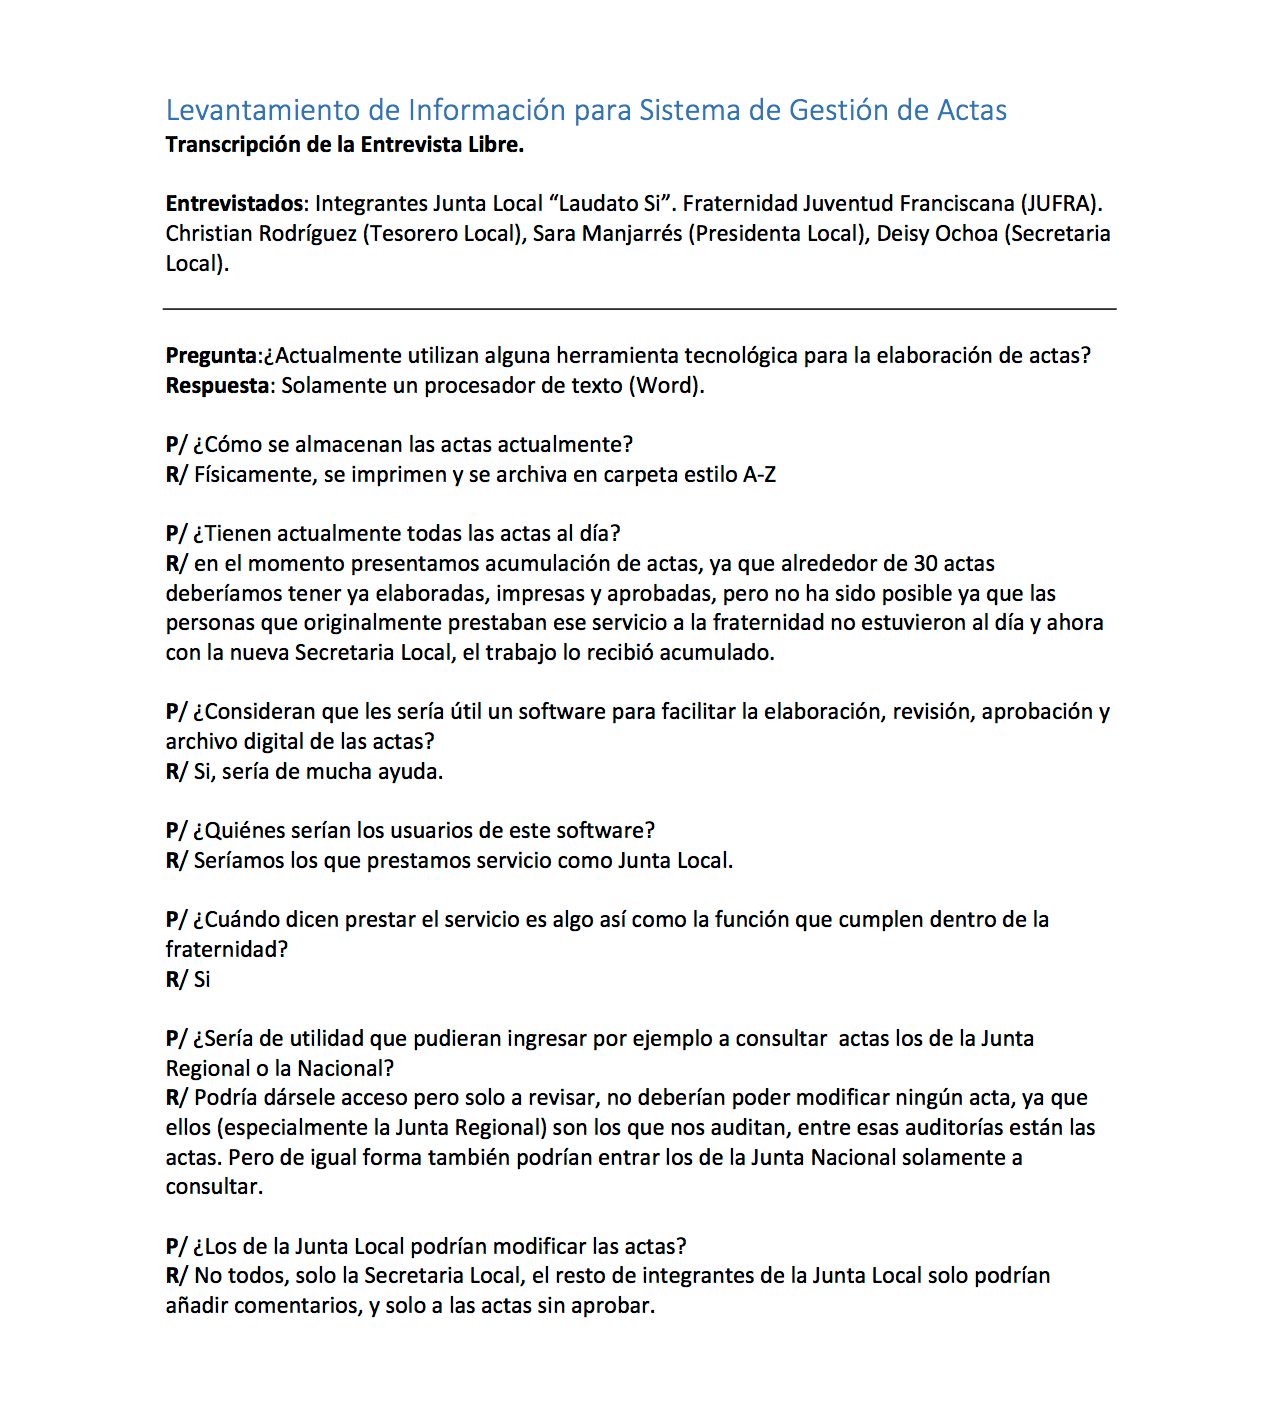 Levantamiento de Información para Sistema de Gestión de Actas
Transcripción de la Entrevista Libre.
Entrevistados: Integrantes Junta Local “Laudato Si”. Fraternidad Juventud Franciscana (JUFRA).
Christian Rodríguez (Tesorero Local), Sara Manjarrés (Presidenta Local), Deisy Ochoa (Secretaria
Local).
Pregunta:¿Actualmente utilizan alguna herramienta tecnológica para la elaboración de actas?
Respuesta: Solamente un procesador de texto (Word).
P/ ¿Cómo se almacenan las actas actualmente?
R/ Físicamente, se imprimen y se archiva en carpeta estilo A-Z
P/ ¿Tienen actualmente todas las actas al día?
R/ en el momento presentamos acumulación de actas, ya que alrededor de 30 actas
deberíamos tener ya elaboradas, impresas y aprobadas, pero no ha sido posible ya que las
personas que originalmente prestaban ese servicio a la fraternidad no estuvieron al día y ahora
con la nueva Secretaria Local, el trabajo lo recibió acumulado.
P/ ¿Consideran que les sería útil un software para facilitar la elaboración, revisión, aprobación y
archivo digital de las actas?
R/ Si, sería de mucha ayuda.
P/ ¿Quiénes serían los usuarios de este software?
R/ Seríamos los que prestamos servicio como Junta Local.
P/ ¿Cuándo dicen prestar el servicio es algo así como la función que cumplen dentro de la
fraternidad?
R/ Si
P/ ¿Sería de utilidad que pudieran ingresar por ejemplo a consultar  actas los de la Junta
Regional o la Nacional?
R/ Podría dársele acceso pero solo a revisar, no deberían poder modificar ningún acta, ya que
ellos (especialmente la Junta Regional) son los que nos auditan, entre esas auditorías están las
actas. Pero de igual forma también podrían entrar los de la Junta Nacional solamente a
consultar.
P/ ¿Los de la Junta Local podrían modificar las actas?
R/ No todos, solo la Secretaria Local, el resto de integrantes de la Junta Local solo podrían
añadir comentarios, y solo a las actas sin aprobar.